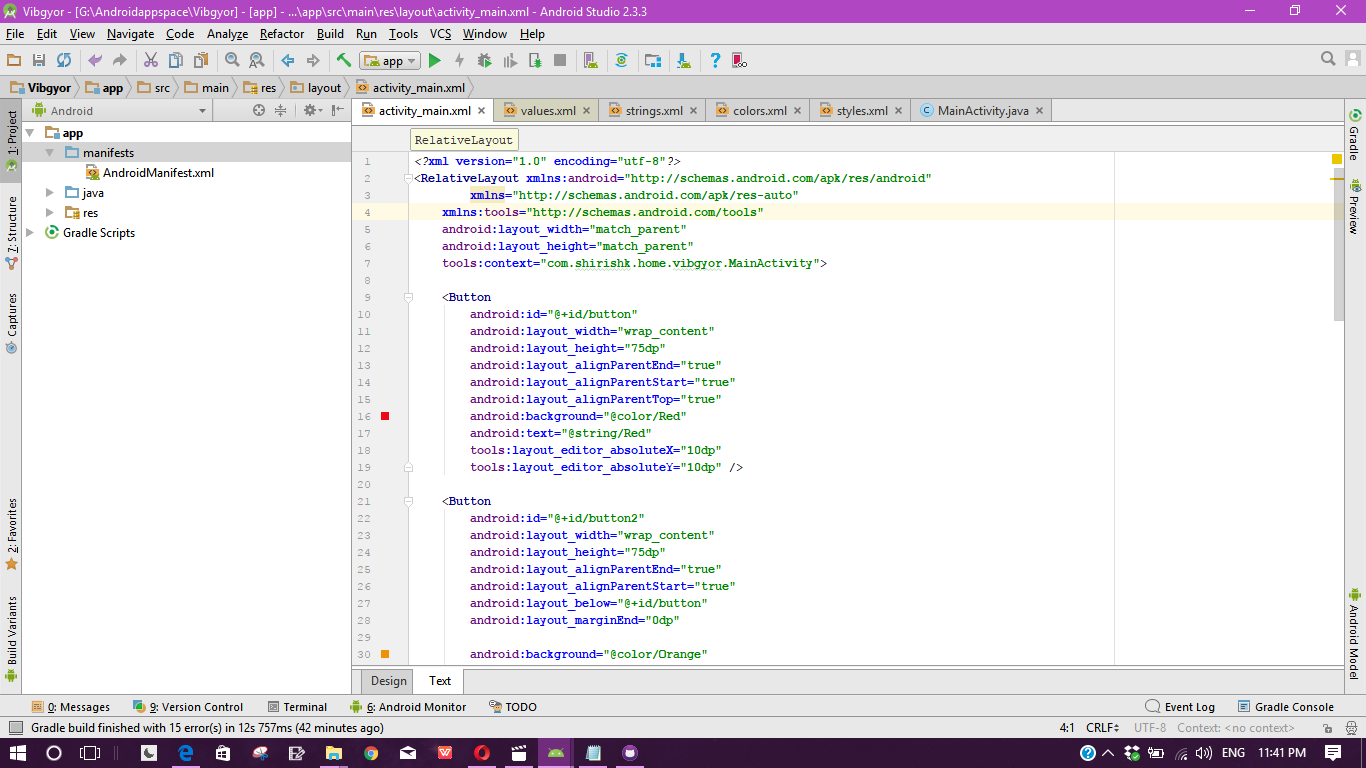 Vibgyor - [G:\Androidappspace\Vibgyor] - [app] - ...\app\src\main\res\layout\activity_main.xml - Android Studio 2.3.3
File Edit View Navigate Code Analyze Refactor Build Run Tools VCS Window Help
app
Vibgyor app src main res layout activity_main.xml
Android
activity_main.xml values.xml strings.xml colors.xml styles.xml MainActivity.java
1: Project
7: Structure
Captures
2: Favorites
Build Variants
app
manifests
AndroidManifest.xml
java
res
Gradle Scripts
RelativeLayout
1 <?xml version="1.0" encoding="utf-8"?>
2 <RelativeLayout xmlns:android="http://schemas.android.com/apk/res/android"
3 xmlns="http://schemas.android.com/apk/res-auto"
4 xmlns:tools="http://schemas.android.com/tools"
5 android:layout_width="match_parent"
6 android:layout_height="match_parent"
7 tools:context="com.shirishk.home.vibgyor.MainActivity">
8
9 <Button
10 android:id="@+id/button"
11 android:layout_width="wrap_content"
12 android:layout_height="75dp"
13 android:layout_alignParentEnd="true"
14 android:layout_alignParentStart="true"
15 android:layout_alignParentTop="true"
16 android:background="@color/Red"
17 android:text="@string/Red"
18 tools:layout_editor_absoluteX="10dp"
19 tools:layout_editor_absoluteY="10dp" />
20
21 <Button
22 android:id="@+id/button2"
23 android:layout_width="wrap_content"
24 android:layout_height="75dp"
25 android:layout_alignParentEnd="true"
26 android:layout_alignParentStart="true"
27 android:layout_below="@+id/button"
28 android:layout_marginEnd="0dp"
29
30 android:background="@color/Orange"
Gradle
Preview
Android Model
Design Text
0: Messages 9: Version Control Terminal 6: Android Monitor TODO Event Log Gradle Console
Gradle build finished with 15 error(s) in 12s 757ms (42 minutes ago) 4:1 CRLF UTF-8 Context: <no context>
ENG 11:41 PM